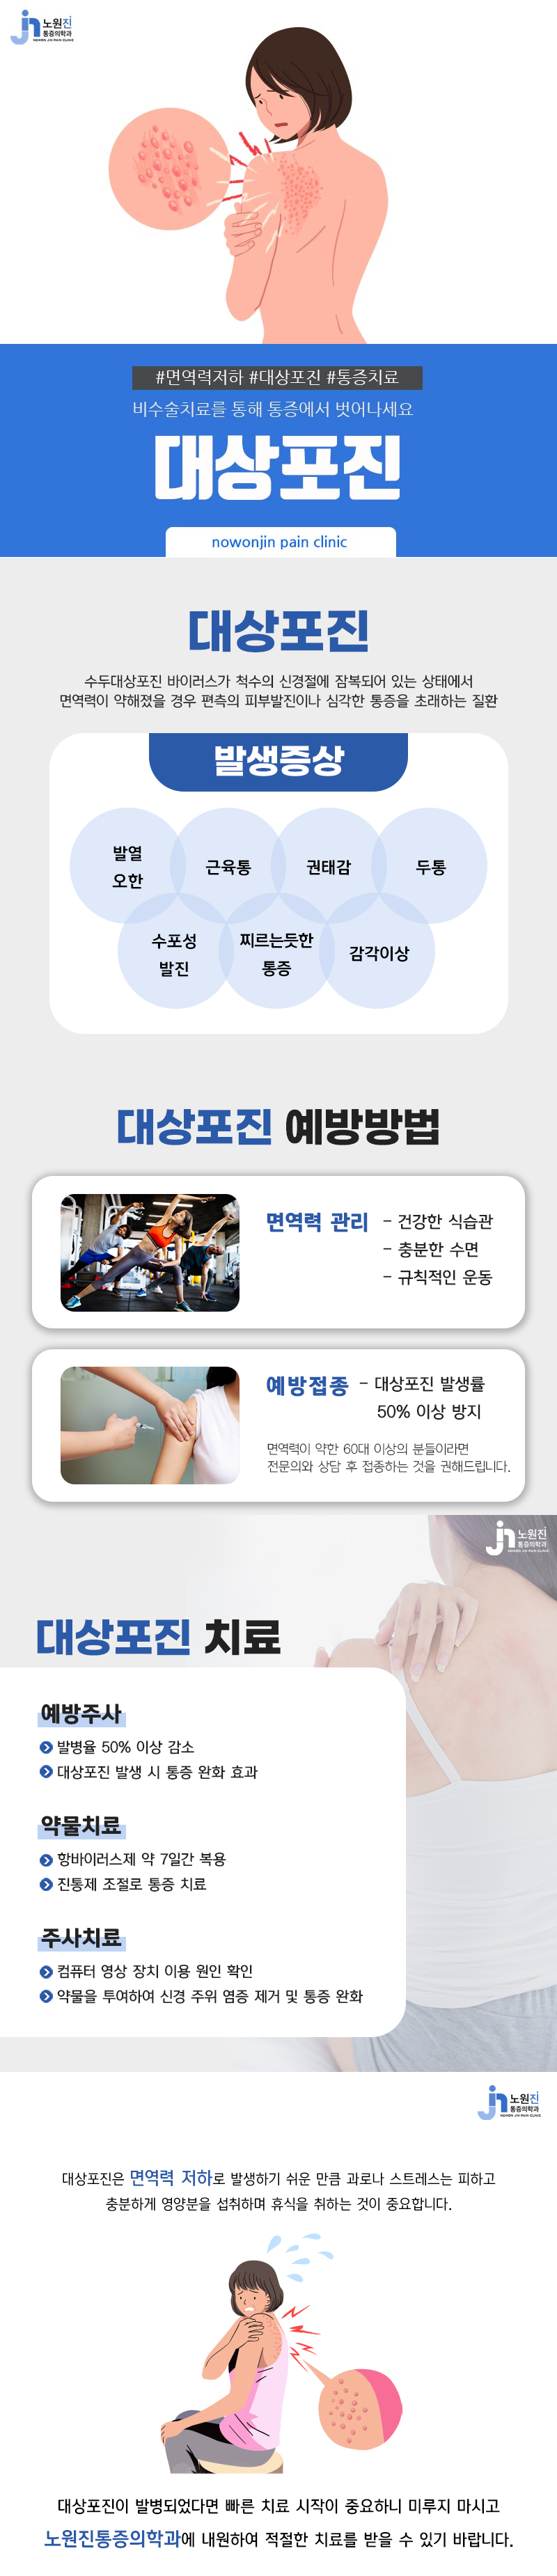 노원진
통증의학과
NOWON JIN PAIN CLINIC
#면역력저하 #대상포진 #통증치료
비수술치료를 통해 통증에서 벗어나세요
대상포진
nowonjin pain clinic
대상포진
수두대상포진 바이러스가 척수의 신경절에 잠복되어 있는 상태에서
면역력이 약해졌을 경우 편측의 피부발진이나 심각한 통증을 초래하는 질환
발생증상
발열
오한
근육통
권태감
두통
수포성
발진
찌르는듯한
통증
감각이상
대상포진 예방방법
면역력 관리
- 건강한 식습관
- 충분한 수면
- 규칙적인 운동
예방접종
- 대상포진 발생률
50% 이상 방지
면역력이 약한 60대 이상의 분들이라면
전문의와 상담 후 접종하는 것을 권해드립니다.
노원진
통증의학과
NOWON JIN PAIN CLINIC
대상포진 치료
예방주사
발병율 50% 이상 감소
대상포진 발생 시 통증 완화 효과
약물치료
항바이러스제 약 7일간 복용
진통제 조절로 통증 치료
주사치료
컴퓨터 영상 장치 이용 원인 확인
약물을 투여하여 신경 주위 염증 제거 및 통증 완화
노원진
통증의학과
NOWON JIN PAIN CLINIC
대상포진은 면역력 저하로 발생하기 쉬운 만큼 과로나 스트레스는 피하고
충분하게 영양분을 섭취하며 휴식을 취하는 것이 중요합니다.
대상포진이 발병되었다면 빠른 치료 시작이 중요하니 미루지 마시고
노원진통증의학과에 내원하여 적절한 치료를 받을 수 있기 바랍니다.